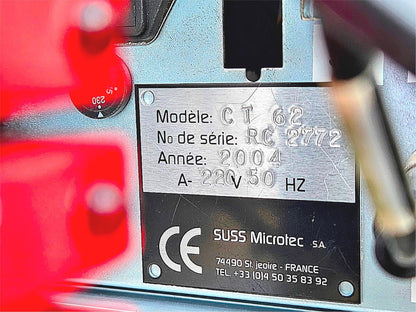 Modèle: CT 62
No de série: RC 2772
Année: 2004
A- 220 V 50 HZ
CE SUSS Microtec SA
74490 St. Jeoire - FRANCE
TEL. +33 (0)4 50 35 83 92
230